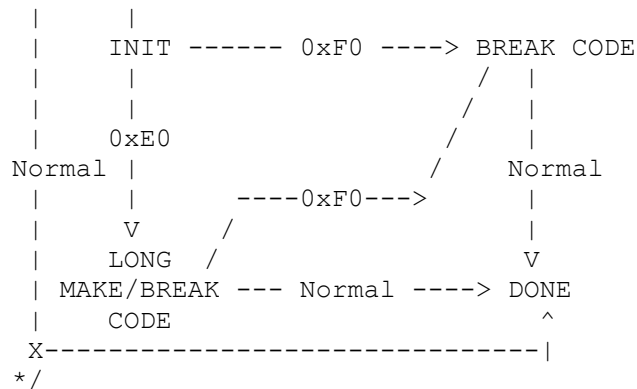 |    |
|    INIT ------ 0xF0 ----> BREAK CODE
|     |                       /  |
|     |                      /   |
|    0xE0                   /    |
Normal |                    /    Normal
|     |      ----0xF0--->        |
|     V     /                    |
|    LONG  /                     V
| MAKE/BREAK --- Normal ----> DONE
|    CODE                       ^
X-------------------------------|
*/